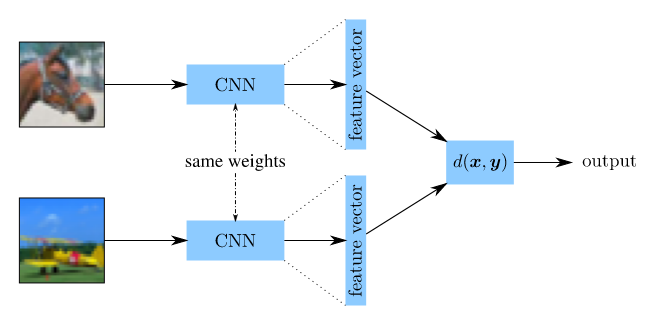 CNN
feature vector
same weights
d(x, y)
output
CNN
feature vector